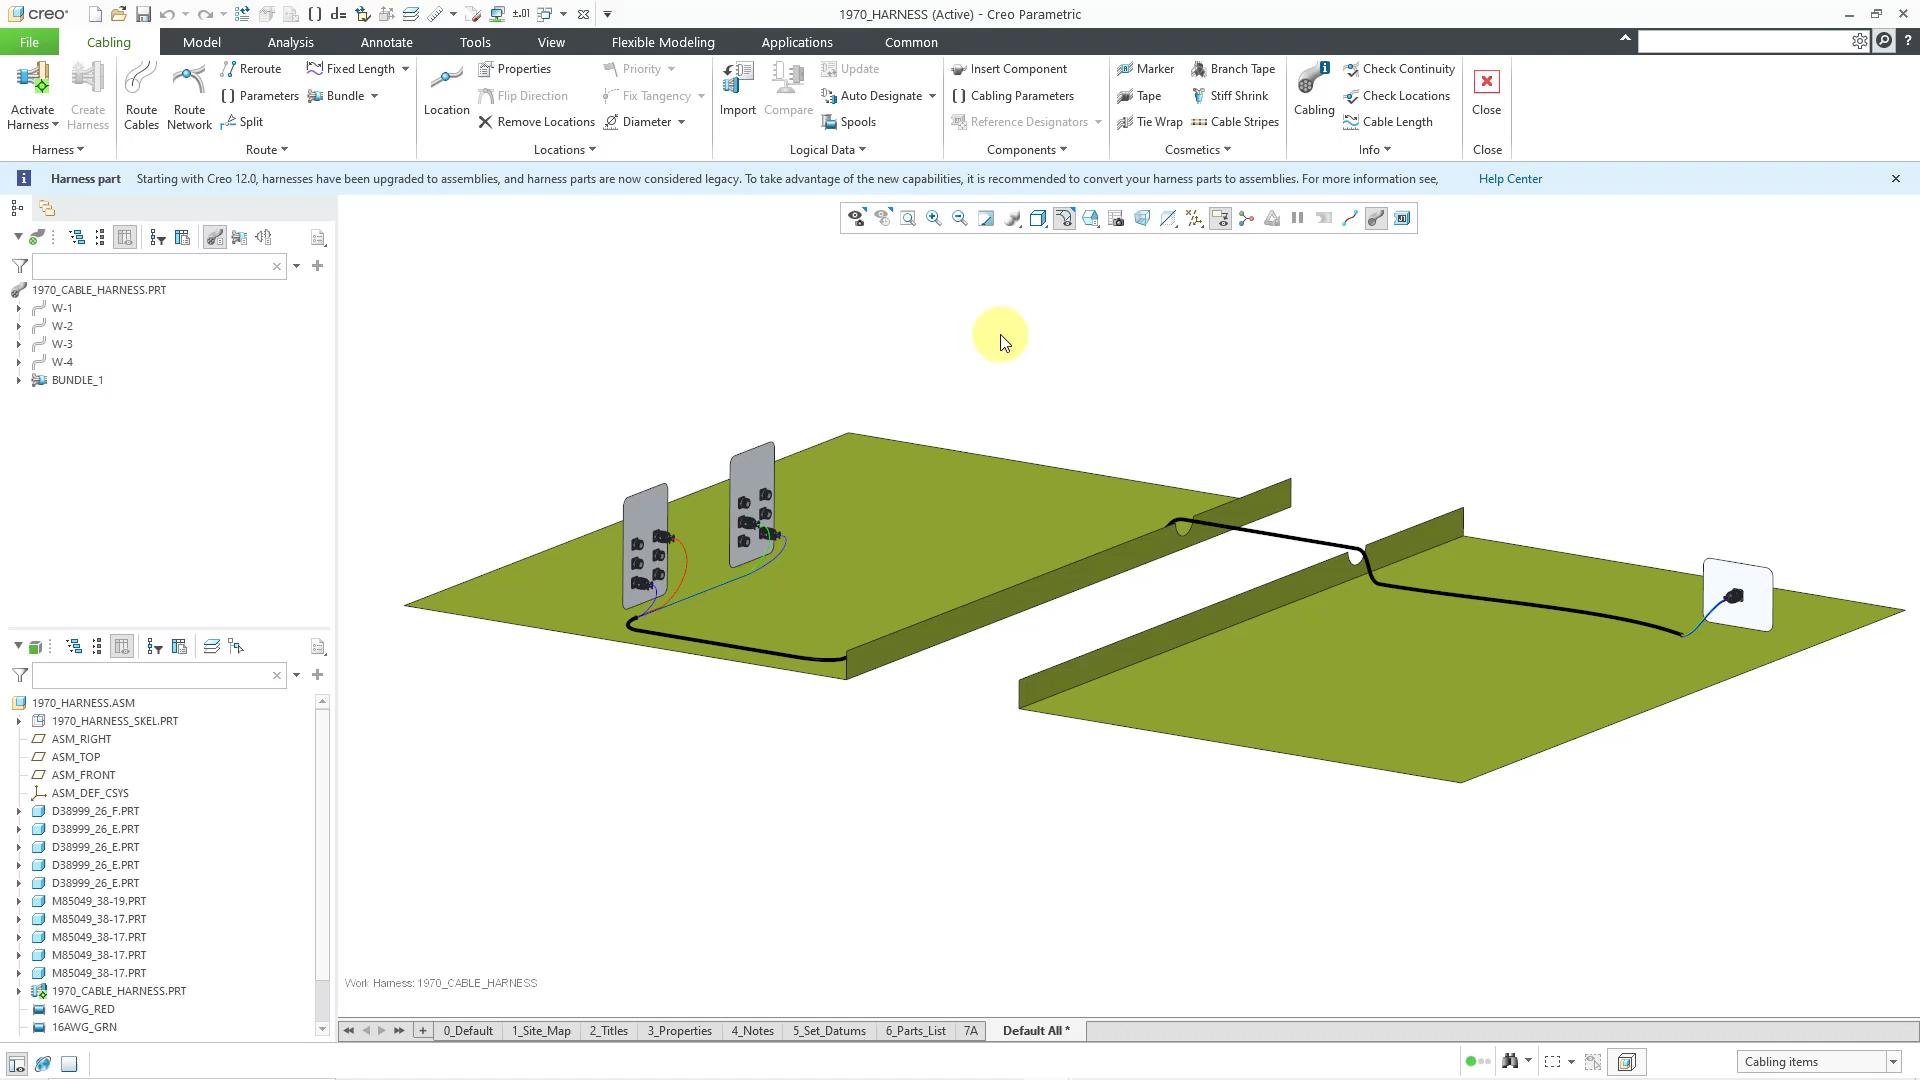 creo
1970_HARNESS (Active) - Creo Parametric
File Cabling Model Analysis Annotate Tools View Flexible Modeling Applications Common
Activate Harness
Create Harness
Harness
Route Cables
Route Network
Reroute
Parameters
Split
Fixed Length
Bundle
Route
Location
Properties
Flip Direction
Remove Locations
Priority
Fix Tangency
Diameter
Locations
Import
Compare
Update
Auto Designate
Spools
Logical Data
Insert Component
Cabling Parameters
Reference Designators
Components
Marker
Tape
Tie Wrap
Branch Tape
Stiff Shrink
Cable Stripes
Cosmetics
Cabling
Check Continuity
Check Locations
Cable Length
Info
Close
Close
Harness part Starting with Creo 12.0, harnesses have been upgraded to assemblies, and harness parts are now considered legacy. To take advantage of the new capabilities, it is recommended to convert your harness parts to assemblies. For more information see, Help Center
1970_CABLE_HARNESS.PRT
W-1
W-2
W-3
W-4
BUNDLE_1
1970_HARNESS.ASM
1970_HARNESS_SKEL.PRT
ASM_RIGHT
ASM_TOP
ASM_FRONT
ASM_DEF_CSYS
D38999_26_F.PRT
D38999_26_E.PRT
D38999_26_E.PRT
D38999_26_E.PRT
D38999_26_E.PRT
M85049_38-19.PRT
M85049_38-17.PRT
M85049_38-17.PRT
M85049_38-17.PRT
M85049_38-17.PRT
1970_CABLE_HARNESS.PRT
16AWG_RED
16AWG_GRN
Work Harness: 1970_CABLE_HARNESS
0_Default 1_Site_Map 2_Titles 3_Properties 4_Notes 5_Set_Datums 6_Parts_List 7A Default All *
Cabling items